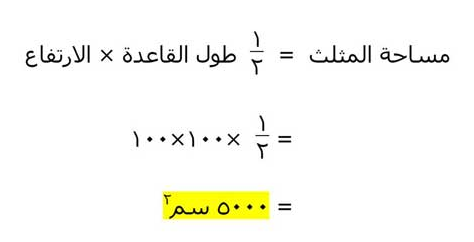 مساحة المثلث = ١/٢ طول القاعدة × الارتفاع
= ١/٢ ×١٠٠×١٠٠
= ٥٠٠٠ سم٢